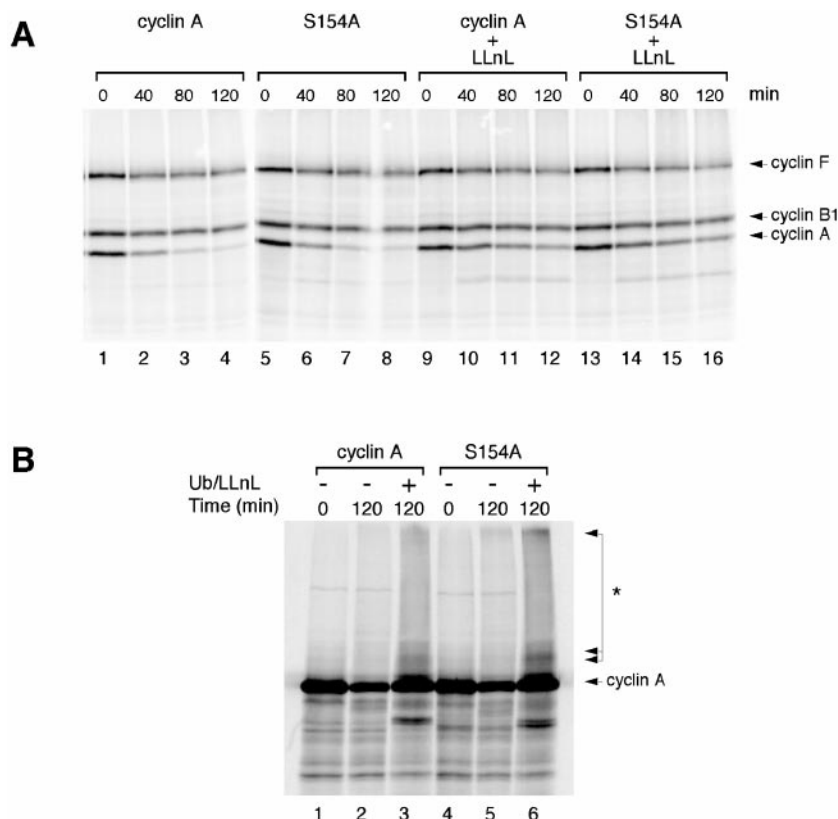 A
cyclin A S154A cyclin A + LLnL S154A + LLnL
0 40 80 120 0 40 80 120 0 40 80 120 0 40 80 120 min
cyclin F
cyclin B1
cyclin A
1 2 3 4 5 6 7 8 9 10 11 12 13 14 15 16
B
cyclin A S154A
Ub/LLnL - - + - - +
Time (min) 0 120 120 0 120 120
*
cyclin A
1 2 3 4 5 6